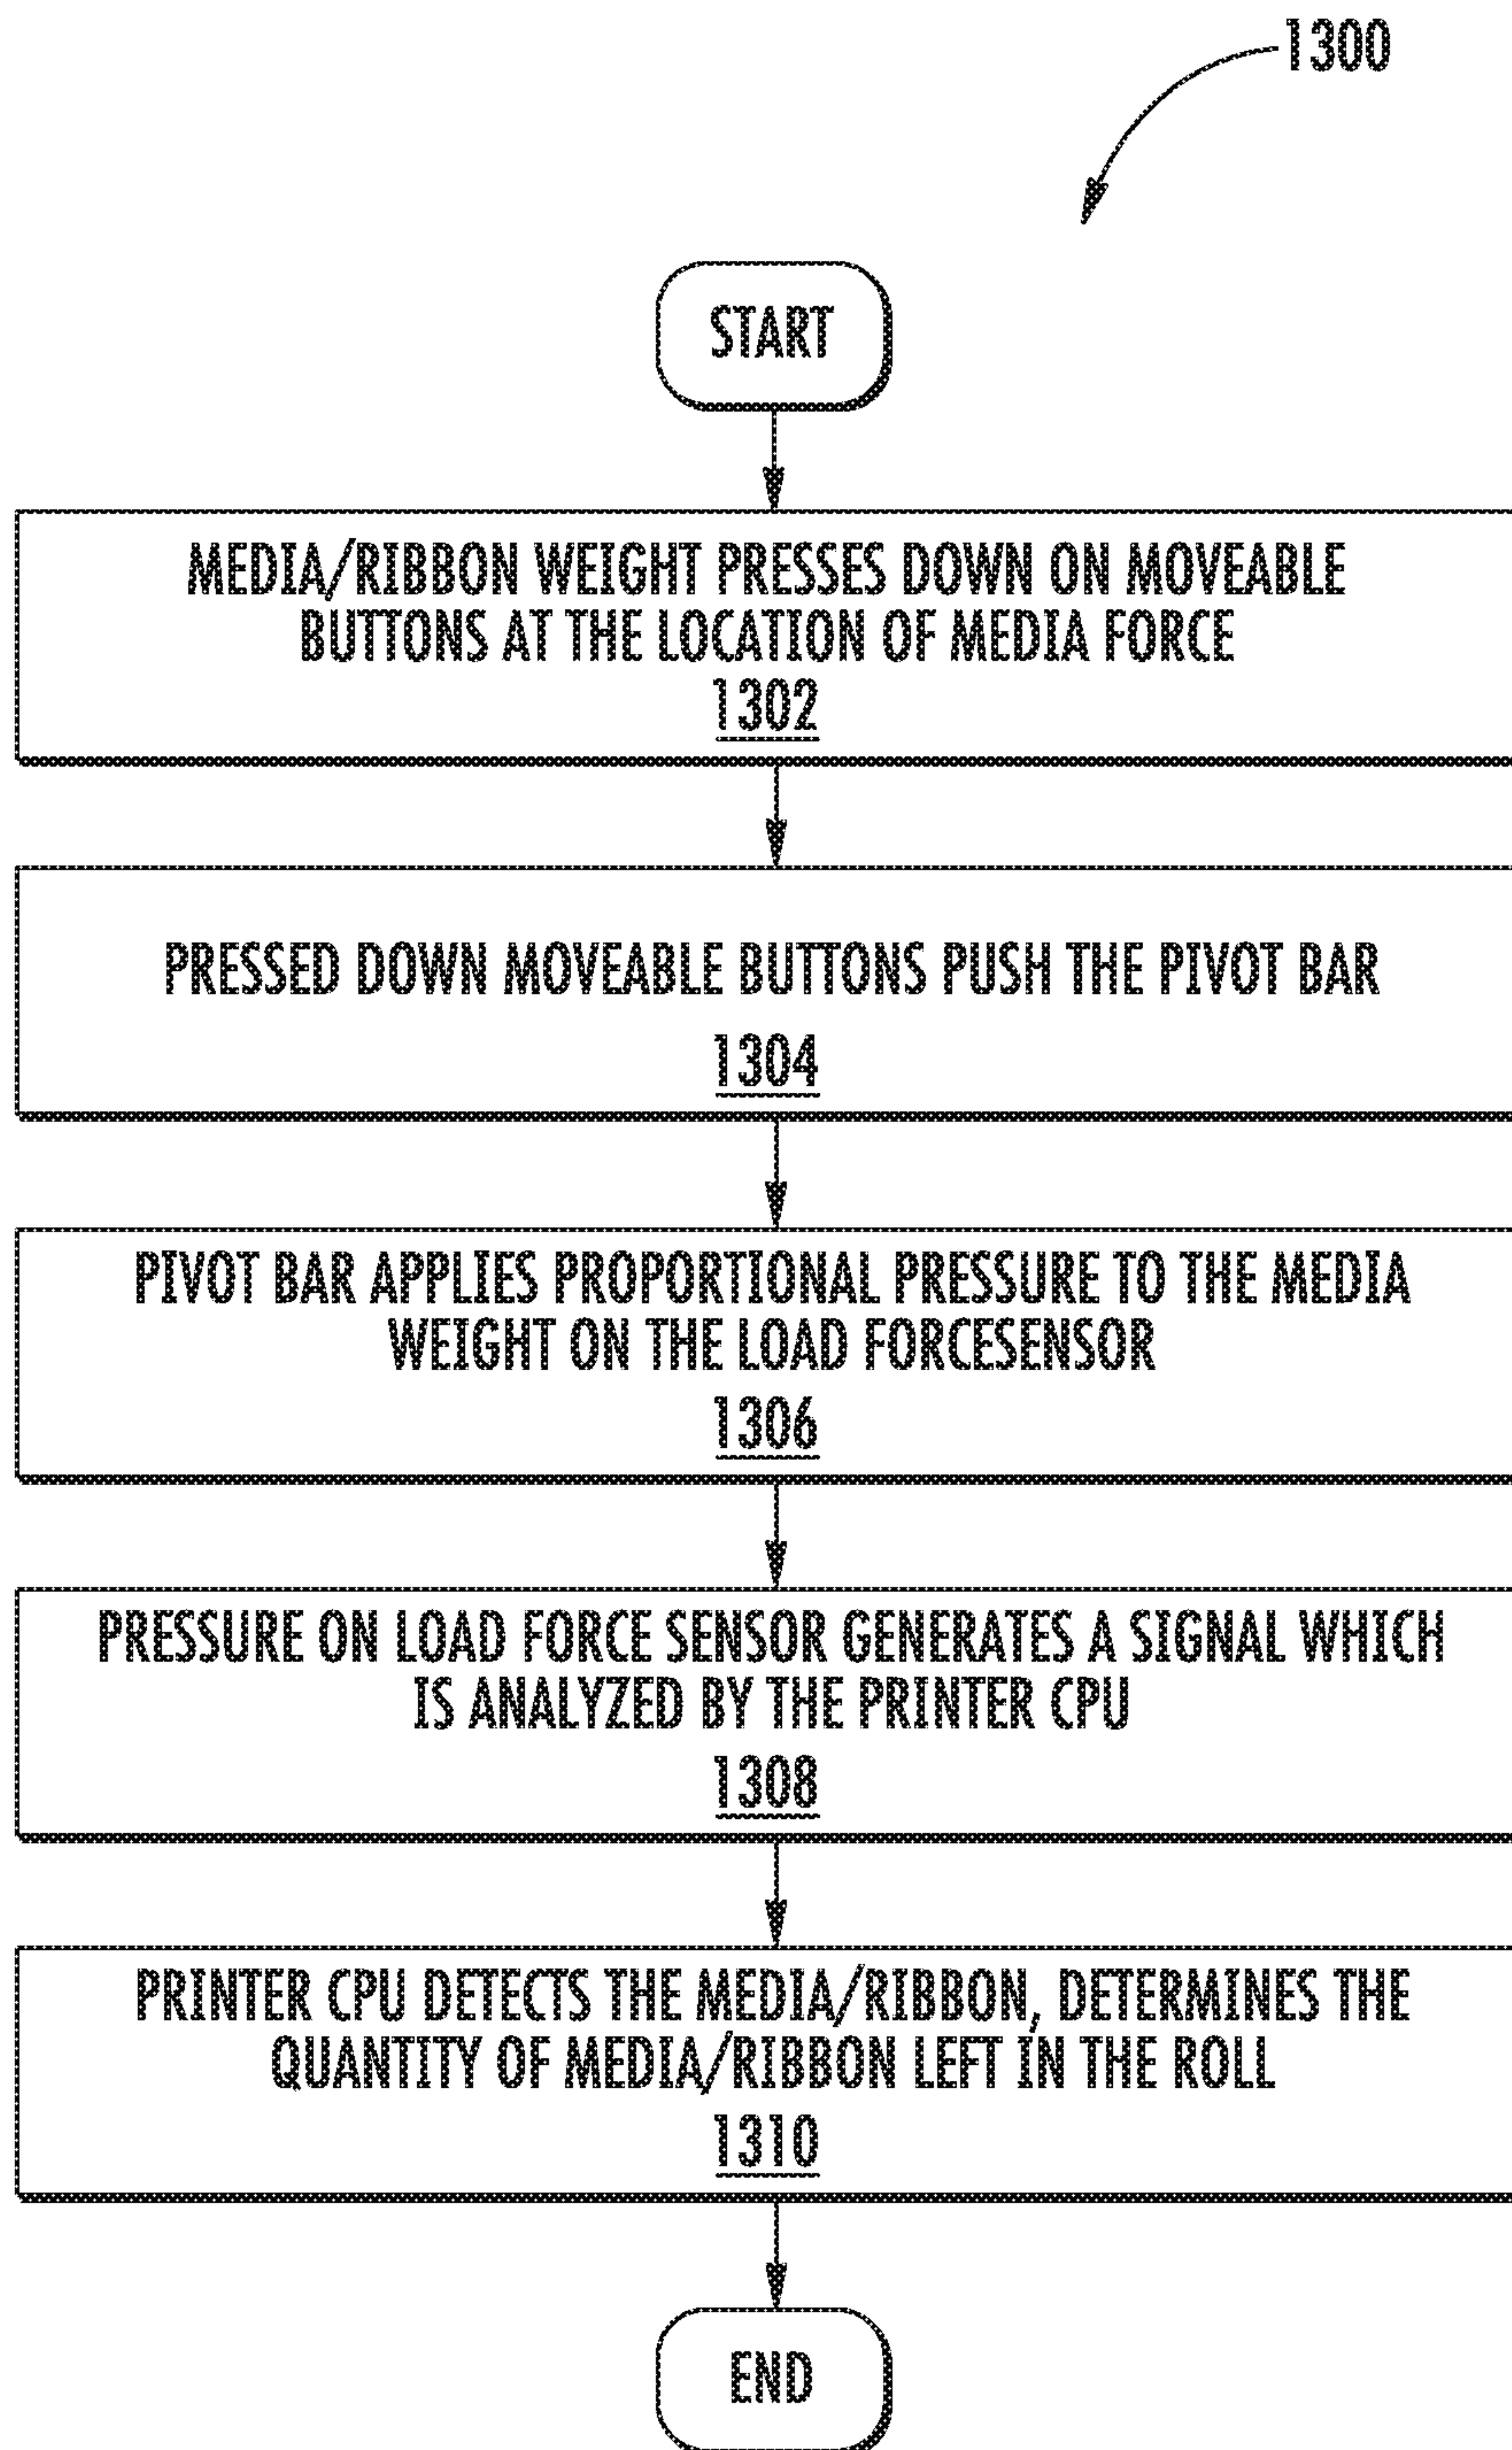 1300
START
MEDIA/RIBBON WEIGHT PRESSES DOWN ON MOVEABLE
BUTTONS AT THE LOCATION OF MEDIA FORCE
1302
PRESSED DOWN MOVEABLE BUTTONS PUSH THE PIVOT BAR
1304
PIVOT BAR APPLIES PROPORTIONAL PRESSURE TO THE MEDIA
WEIGHT ON THE LOAD FORCESENSOR
1306
PRESSURE ON LOAD FORCE SENSOR GENERATES A SIGNAL WHICH
IS ANALYZED BY THE PRINTER CPU
1308
PRINTER CPU DETECTS THE MEDIA/RIBBON, DETERMINES THE
QUANTITY OF MEDIA/RIBBON LEFT IN THE ROLL
1310
END